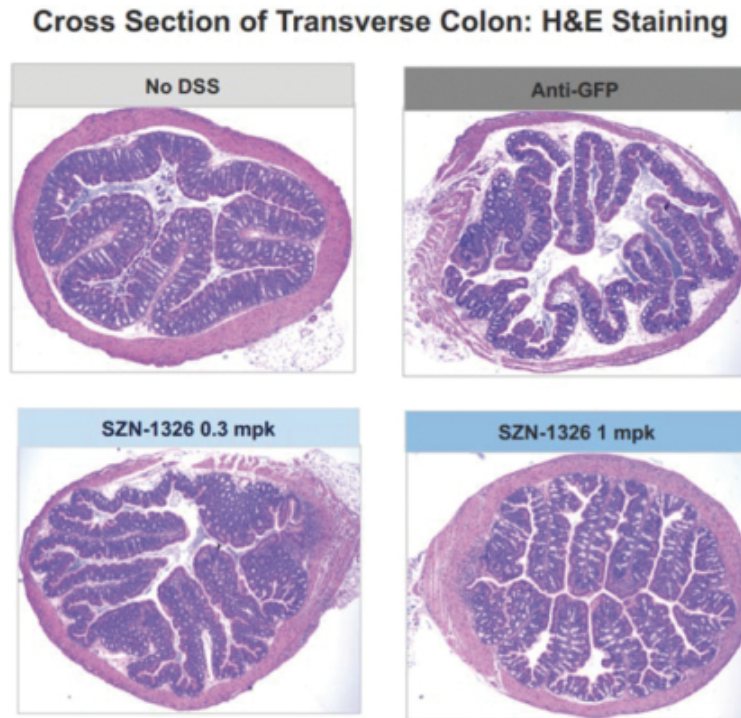 Cross Section of Transverse Colon: H&E Staining
No DSS
Anti-GFP
SZN-1326 0.3 mpk
SZN-1326 1 mpk